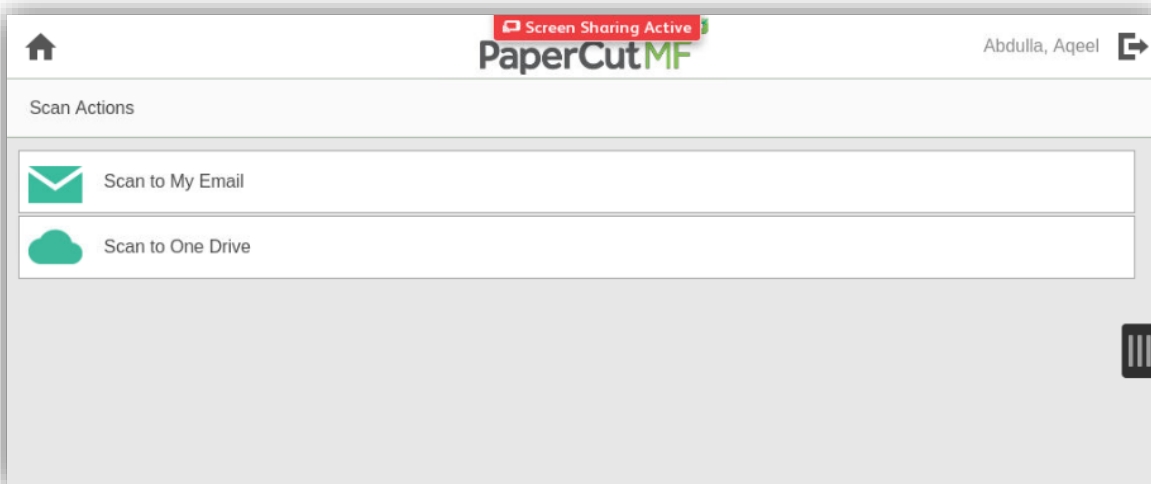 Screen Sharing Active
PaperCutMF
Abdulla, Aqeel
Scan Actions
Scan to My Email
Scan to One Drive